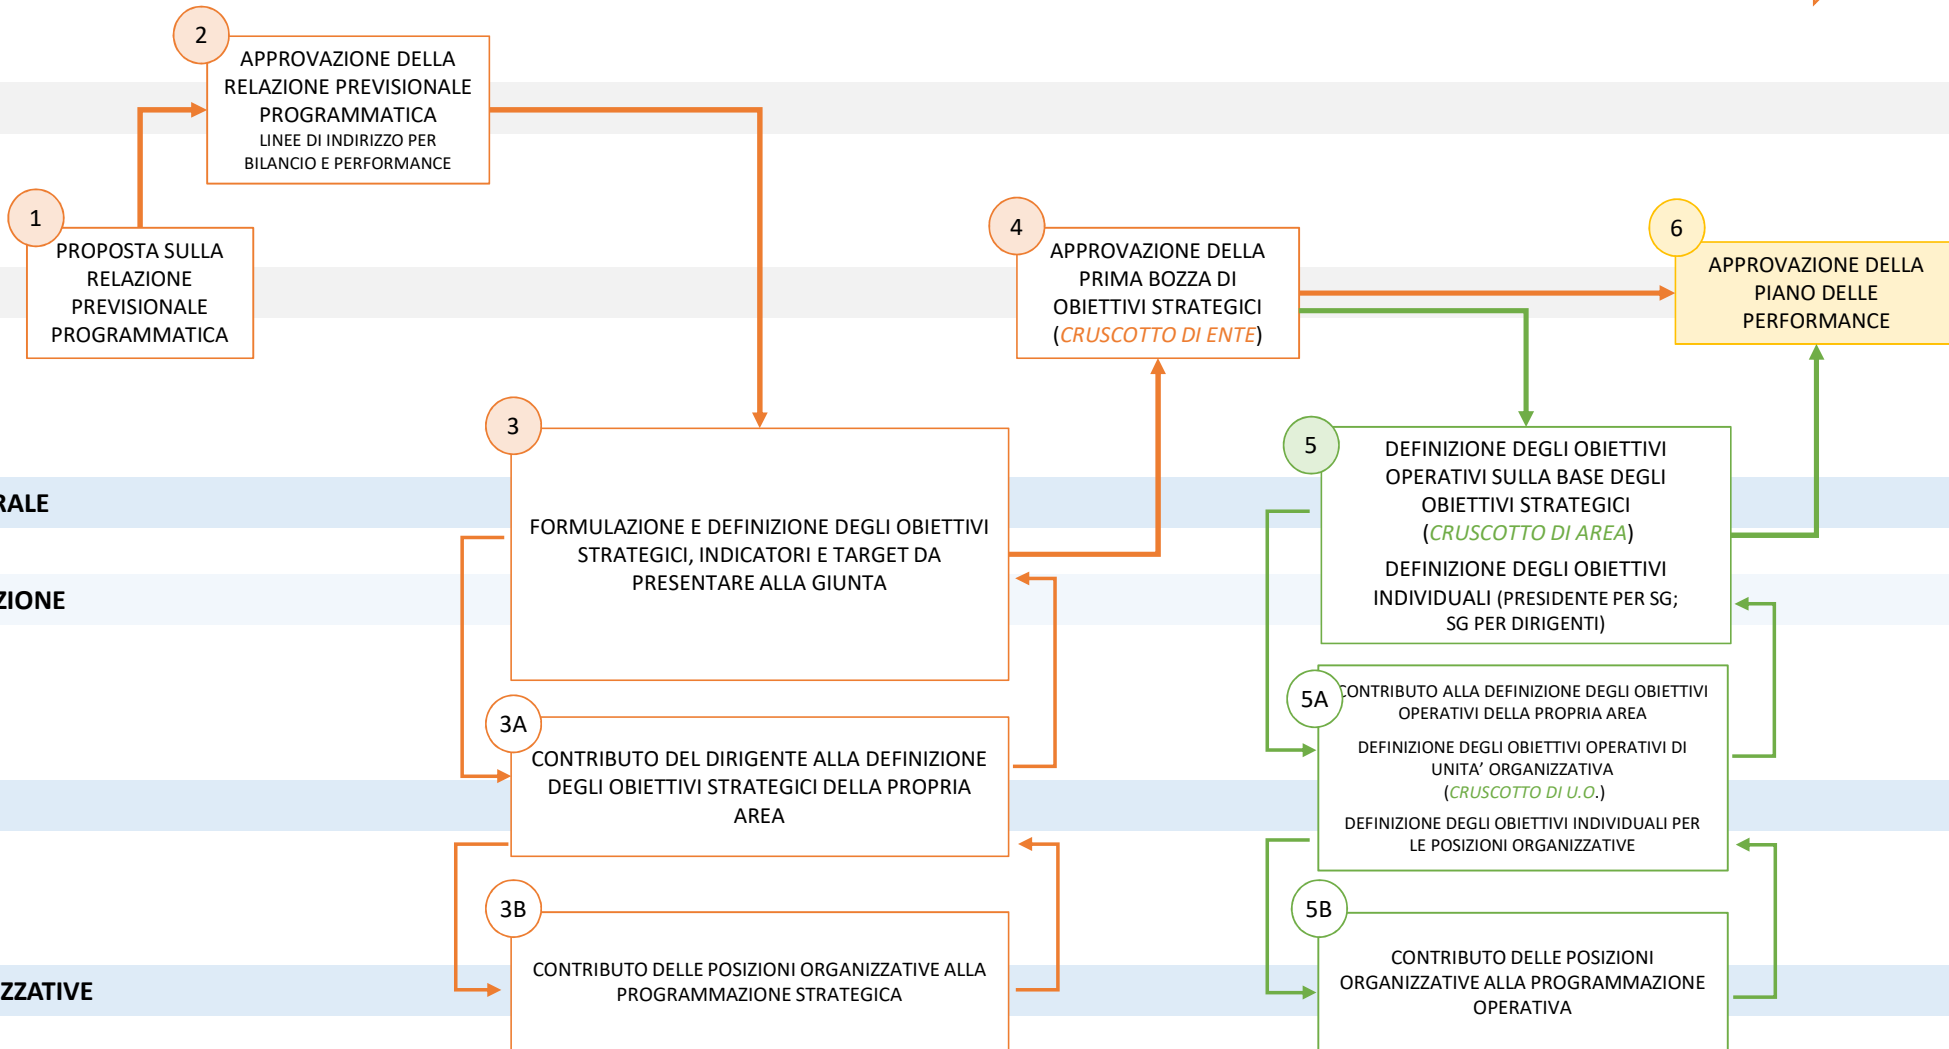 2
APPROVAZIONE DELLA
RELAZIONE PREVISIONALE
PROGRAMMATICA
LINEE DI INDIRIZZO PER
BILANCIO E PERFORMANCE
1
PROPOSTA SULLA
RELAZIONE
PREVISIONALE
PROGRAMMATICA
4
APPROVAZIONE DELLA
PRIMA BOZZA DI
OBIETTIVI STRATEGICI
(CRUSCOTTO DI ENTE)
6
APPROVAZIONE DELLA
PIANO DELLE
PERFORMANCE
3
FORMULAZIONE E DEFINIZIONE DEGLI OBIETTIVI
STRATEGICI, INDICATORI E TARGET DA
PRESENTARE ALLA GIUNTA
5
DEFINIZIONE DEGLI OBIETTIVI
OPERATIVI SULLA BASE DEGLI
OBIETTIVI STRATEGICI
(CRUSCOTTO DI AREA)
DEFINIZIONE DEGLI OBIETTIVI
INDIVIDUALI (PRESIDENTE PER SG;
SG PER DIRIGENTI)
RALE
ZIONE
3A
CONTRIBUTO DEL DIRIGENTE ALLA DEFINIZIONE
DEGLI OBIETTIVI STRATEGICI DELLA PROPRIA
AREA
5A
CONTRIBUTO ALLA DEFINIZIONE DEGLI OBIETTIVI
OPERATIVI DELLA PROPRIA AREA
DEFINIZIONE DEGLI OBIETTIVI OPERATIVI DI
UNITA’ ORGANIZZATIVA
(CRUSCOTTO DI U.O.)
DEFINIZIONE DEGLI OBIETTIVI INDIVIDUALI PER
LE POSIZIONI ORGANIZZATIVE
3B
CONTRIBUTO DELLE POSIZIONI ORGANIZZATIVE ALLA
PROGRAMMAZIONE STRATEGICA
5B
CONTRIBUTO DELLE POSIZIONI
ORGANIZZATIVE ALLA PROGRAMMAZIONE
OPERATIVA
ZZATIVE